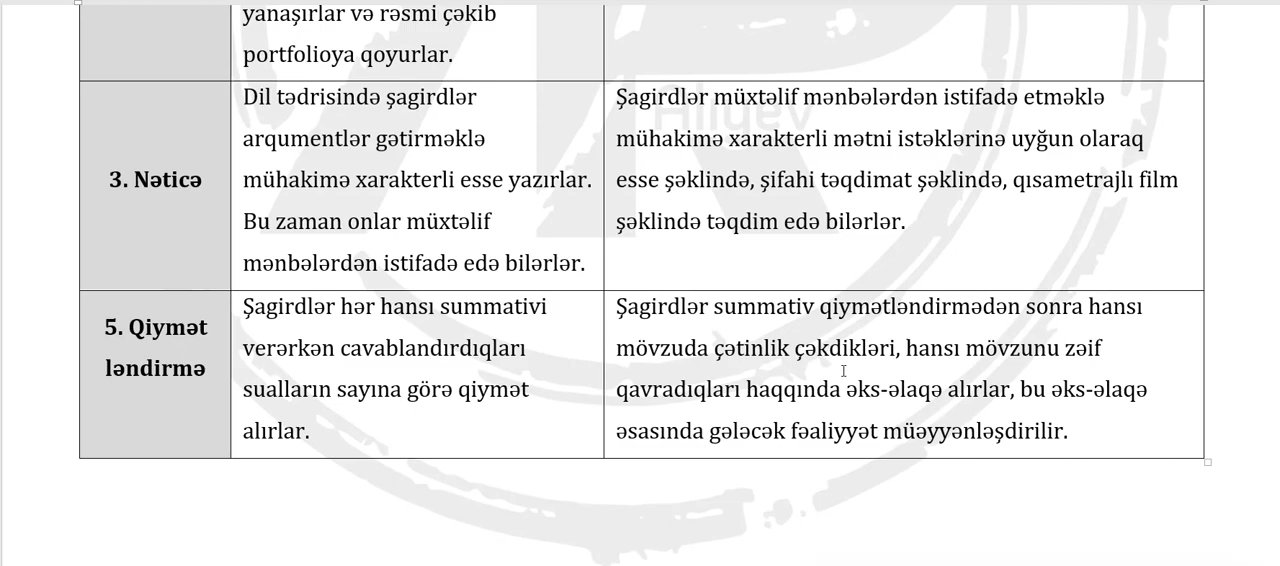 yanaşırlar və rəsmi çəkib
portfolioya qoyurlar.
3. Nəticə
Dil tədrisində şagirdlər
arqumentlər gətirməklə
mühakimə xarakterli esse yazırlar.
Bu zaman onlar müxtəlif
mənbələrdən istifadə edə bilərlər.
Şagirdlər müxtəlif mənbələrdən istifadə etməklə
mühakimə xarakterli mətni istəklərinə uyğun olaraq
esse şəklində, şifahi təqdimat şəklində, qısametrajlı film
şəklində təqdim edə bilərlər.
5. Qiymət
ləndirmə
Şagirdlər hər hansı summativi
verərkən cavablandırdıqları
sualların sayına görə qiymət
alırlar.
Şagirdlər summativ qiymətləndirmədən sonra hansı
mövzuda çətinlik çəkdikləri, hansı mövzunu zəif
qavradıqları haqqında əks-əlaqə alırlar, bu əks-əlaqə
əsasında gələcək fəaliyyət müəyyənləşdirilir.
Aliyev